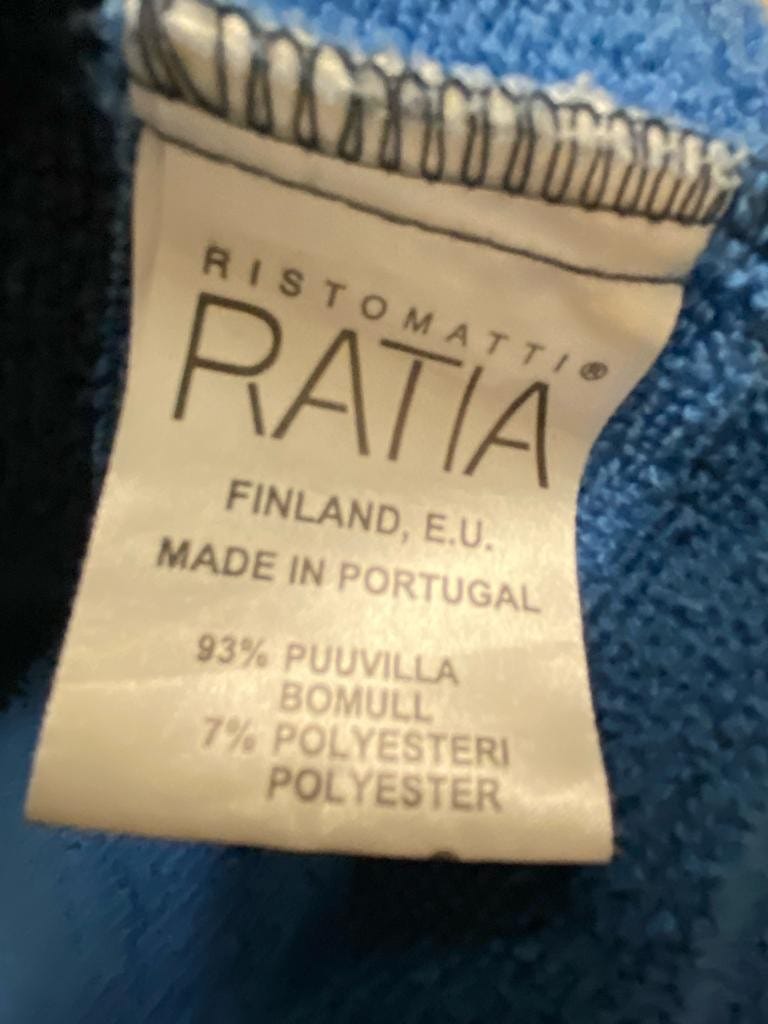 RISTOMATTI®
RATIA
FINLAND, E.U.
MADE IN PORTUGAL
93% PUUVILLA
BOMULL
7% POLYESTERI
POLYESTER